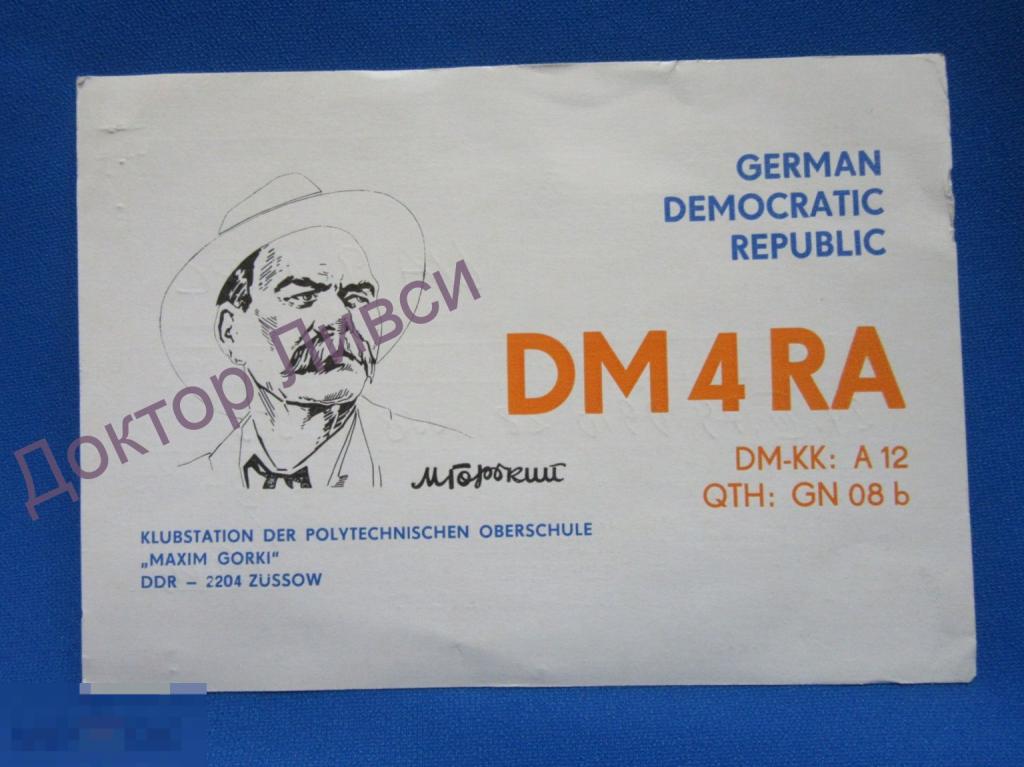 GERMAN
DEMOCRATIC
REPUBLIC
DM 4 RA
DM-KK: A 12
QTH: GN 08 b
М Горький
KLUBSTATION DER POLYTECHNISCHEN OBERSCHULE
„MAXIM GORKI“
DDR – 2204 ZÜSSOW
Доктор Ливси